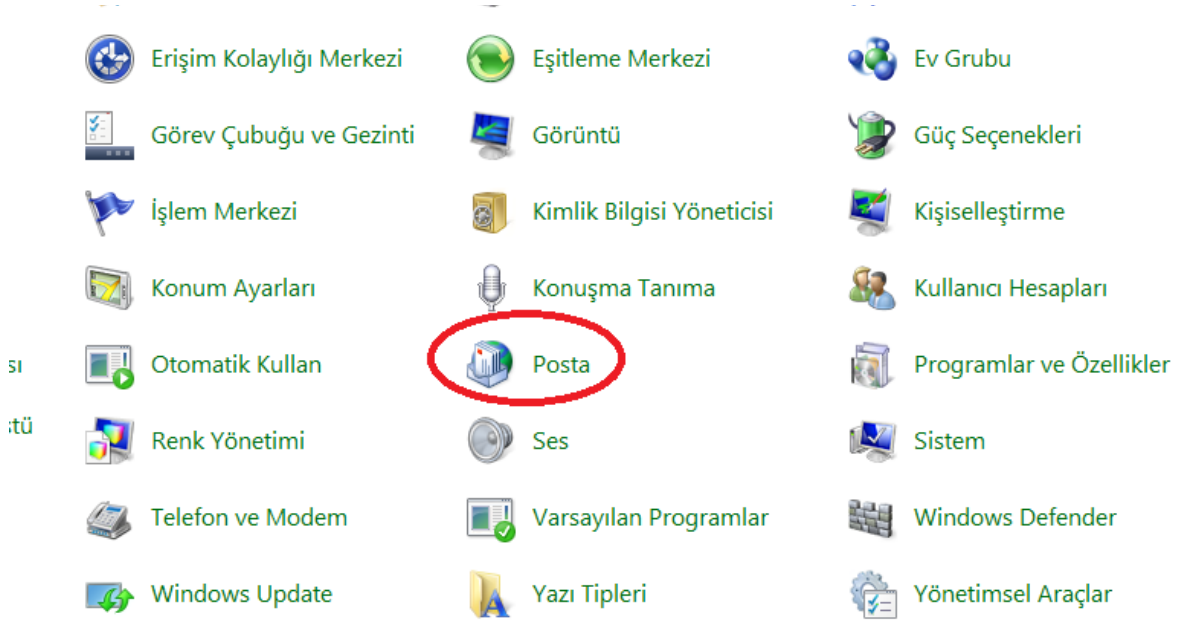 Erişim Kolaylığı Merkezi Eşitleme Merkezi Ev Grubu
Görev Çubuğu ve Gezinti Görüntü Güç Seçenekleri
İşlem Merkezi Kimlik Bilgisi Yöneticisi Kişiselleştirme
Konum Ayarları Konuşma Tanıma Kullanıcı Hesapları
sı Otomatik Kullan Posta Programlar ve Özellikler
stü
Renk Yönetimi Ses Sistem
Telefon ve Modem Varsayılan Programlar Windows Defender
Windows Update Yazı Tipleri Yönetimsel Araçlar